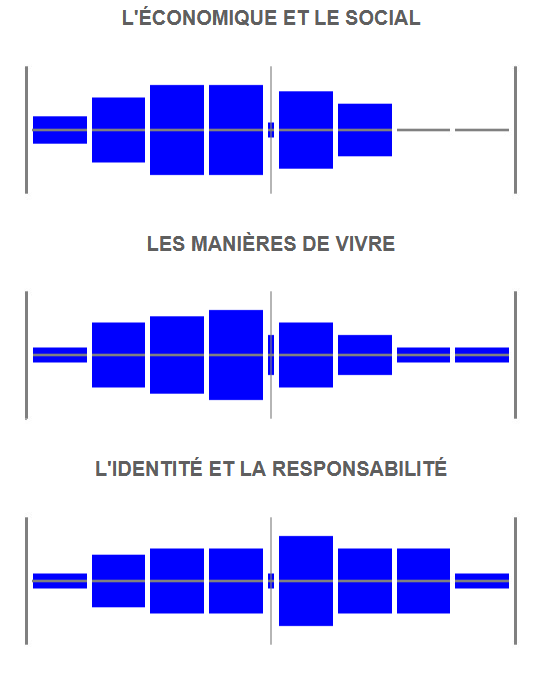 L'ÉCONOMIQUE ET LE SOCIAL
LES MANIÈRES DE VIVRE
L'IDENTITÉ ET LA RESPONSABILITÉ